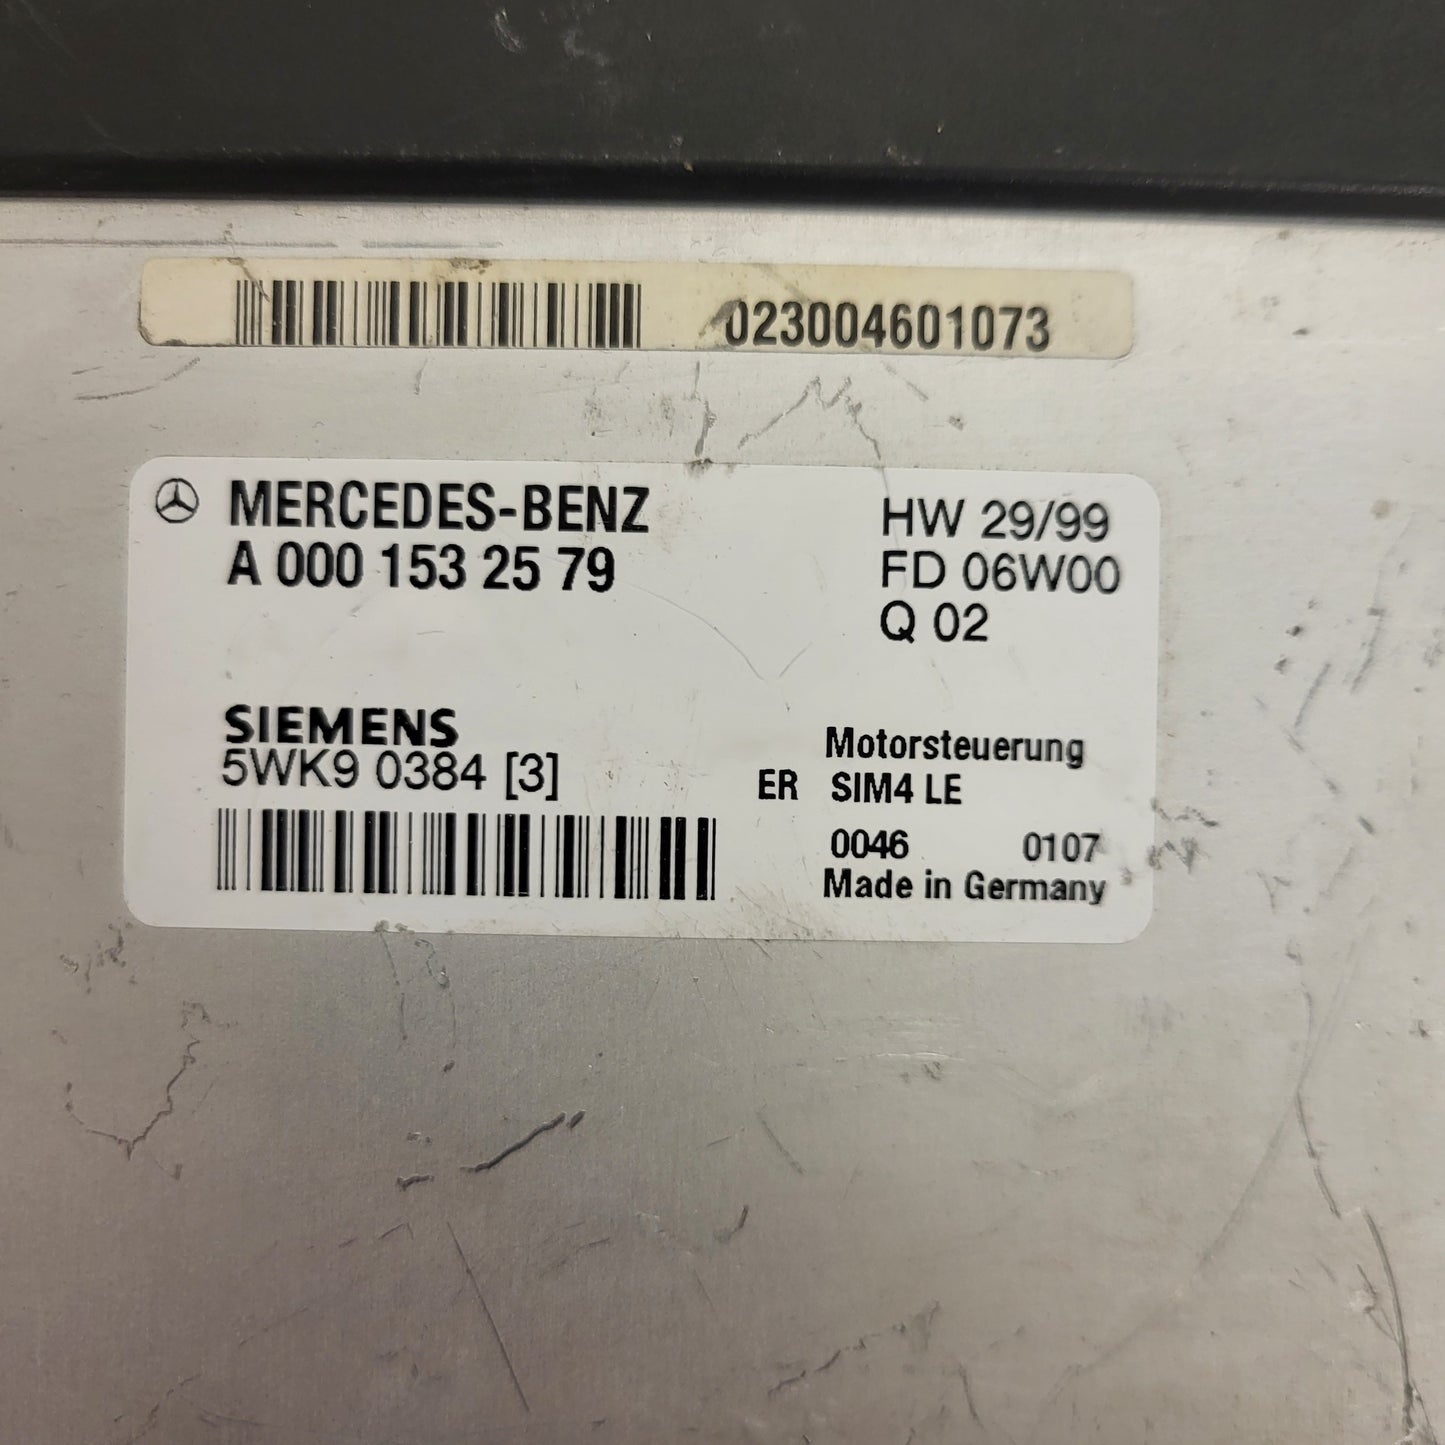 023004601073
MERCEDES-BENZ
A 000 153 25 79
HW 29/99
FD 06W00
Q 02
SIEMENS
5WK9 0384 [3]
Motorsteuerung
ER SIM4 LE
0046 0107
Made in Germany